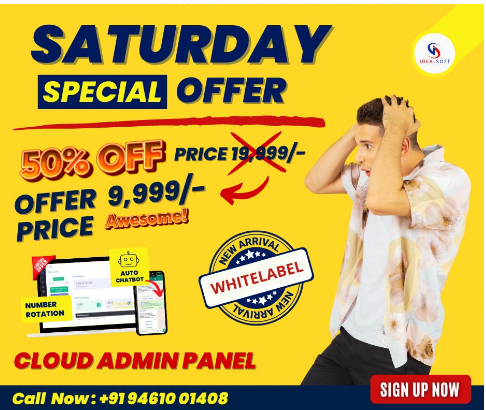 SATURDAY
IDEALSOFT
SPECIAL OFFER
50% OFF PRICE 19,999/-
OFFER PRICE 9,999/-
Awesome!
NEW ARRIVAL
WHITELABEL
NEW ARRIVAL
AUTO
CHATBOT
NUMBER
ROTATION
CLOUD ADMIN PANEL
Call Now : +91 94610 01408
SIGN UP NOW